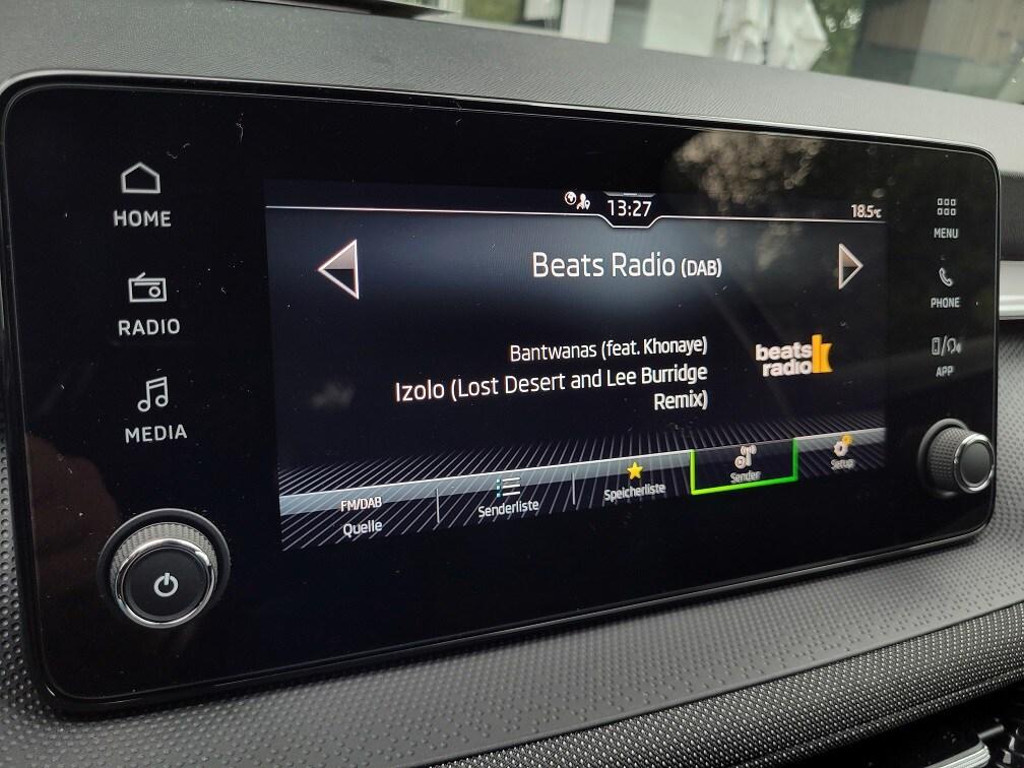 HOME
RADIO
MEDIA
13:27
18.5°C
Beats Radio (DAB)
Bantwanas (feat. Khonaye)
Izolo (Lost Desert and Lee Burridge
Remix)
beats
radio
FM/DAB
Quelle
Senderliste
Speicherliste
Sender
Setup
MENU
PHONE
APP